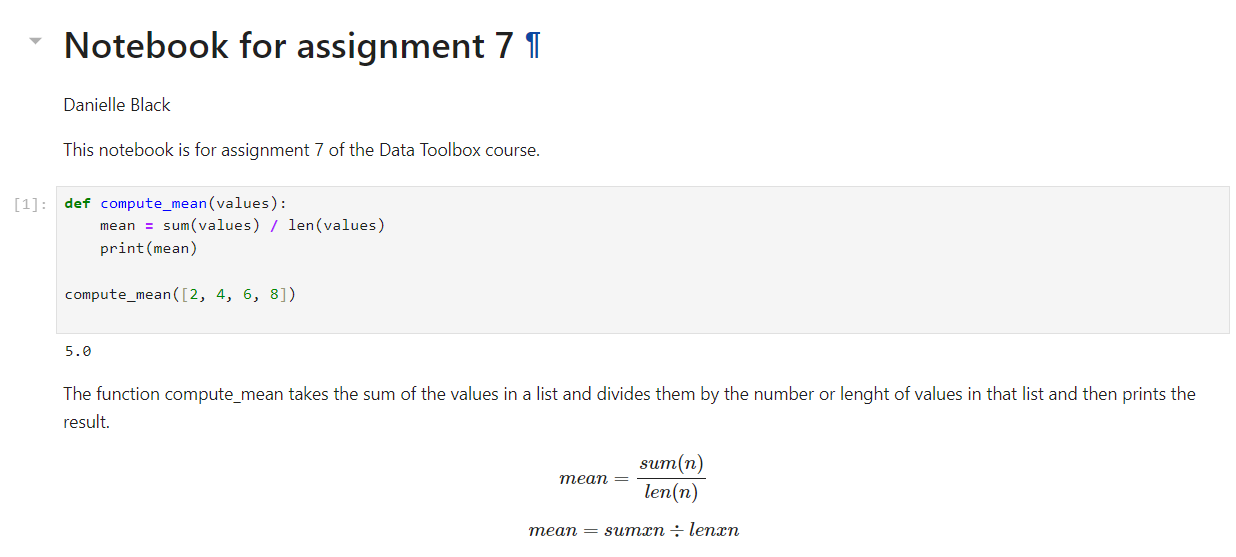 Notebook for assignment 7 ¶
Danielle Black
This notebook is for assignment 7 of the Data Toolbox course.
[1]: def compute_mean(values):
    mean = sum(values) / len(values)
    print(mean)
compute_mean([2, 4, 6, 8])
5.0
The function compute_mean takes the sum of the values in a list and divides them by the number or lenght of values in that list and then prints the
result.
mean = sum(n) / len(n)
mean = sumxn ÷ lenxn